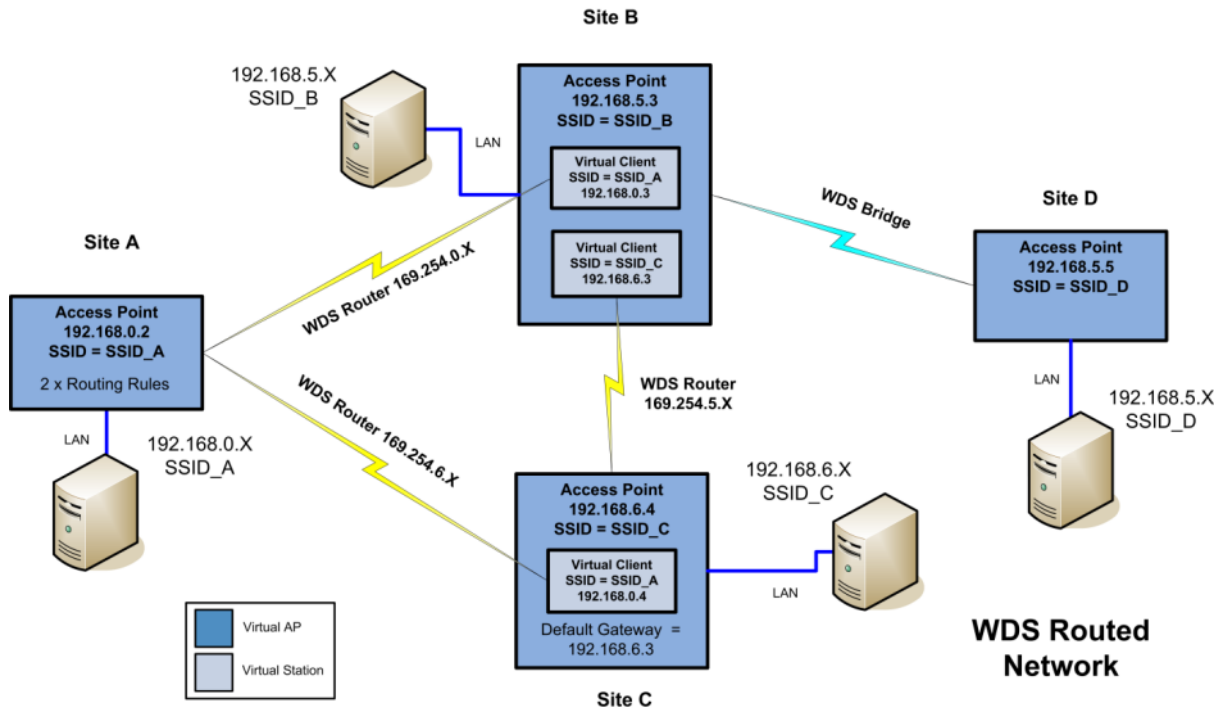 Site B
192.168.5.X
SSID_B
LAN
Access Point
192.168.5.3
SSID = SSID_B
Virtual Client
SSID = SSID_A
192.168.0.3
Virtual Client
SSID = SSID_C
192.168.6.3
WDS Bridge
Site D
Access Point
192.168.5.5
SSID = SSID_D
LAN
192.168.5.X
SSID_D
Site A
Access Point
192.168.0.2
SSID = SSID_A
2 x Routing Rules
LAN
192.168.0.X
SSID_A
WDS Router 169.254.0.X
WDS Router 169.254.6.X
WDS Router
169.254.5.X
Access Point
192.168.6.4
SSID = SSID_C
Virtual Client
SSID = SSID_A
192.168.0.4
Default Gateway =
192.168.6.3
Site C
LAN
192.168.6.X
SSID_C
Virtual AP
Virtual Station
WDS Routed
Network